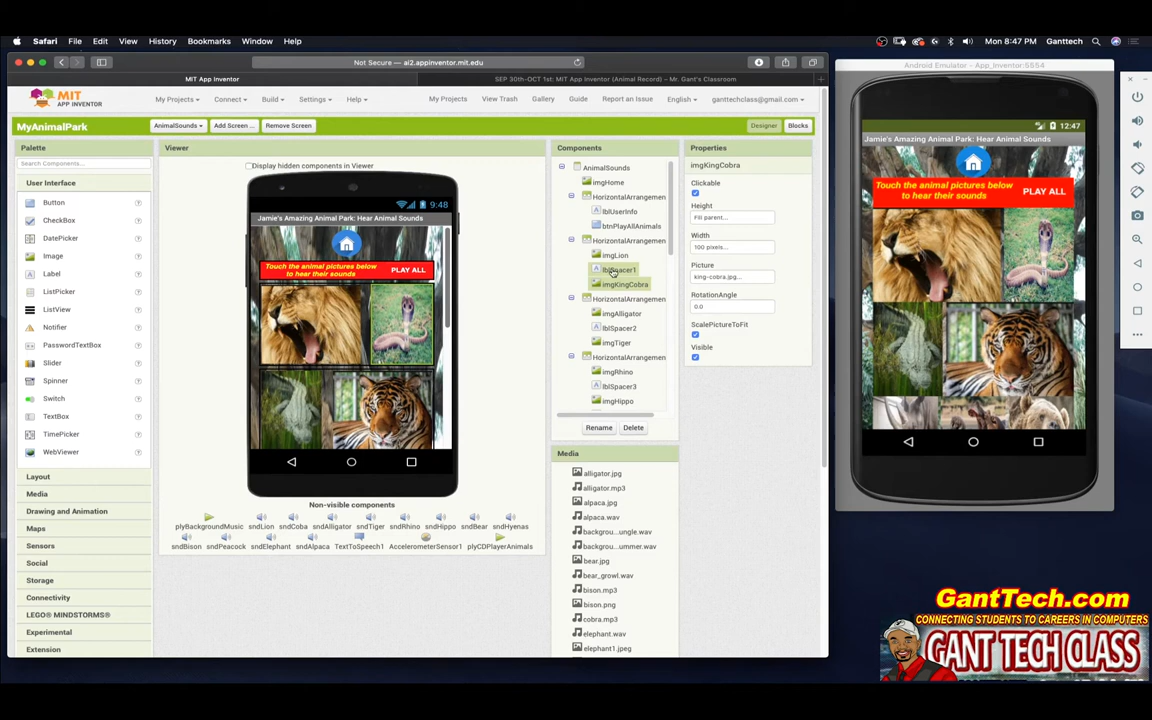 Safari File Edit View History Bookmarks Window Help
Mon 8:47 PM Ganttech
Not Secure — ai2.appinventor.mit.edu
MIT App Inventor
SEP 30th-OCT 1st: MIT App Inventor (Animal Record) – Mr. Gant's Classroom
MIT
APP INVENTOR
My Projects Connect Build Settings Help
My Projects View Trash Gallery Guide Report an Issue English ganttechclass@gmail.com
MyAnimalPark
AnimalSounds Add Screen ... Remove Screen
Designer Blocks
Palette
Search Components...
User Interface
Button
CheckBox
DatePicker
Image
Label
ListPicker
ListView
Notifier
PasswordTextBox
Slider
Spinner
Switch
TextBox
TimePicker
WebViewer
Layout
Media
Drawing and Animation
Maps
Sensors
Social
Storage
Connectivity
LEGO® MINDSTORMS®
Experimental
Extension
Viewer
Display hidden components in Viewer
9:48
Jamie's Amazing Animal Park: Hear Animal Sounds
Touch the animal pictures below
to hear their sounds
PLAY ALL
Non-visible components
plyBackgroundMusic sndLion sndCoba sndAlligator sndTiger sndRhino sndHippo sndBear sndHyenas
sndBison sndPeacock sndElephant sndAlpaca TextToSpeech1 AccelerometerSensor1 plyCDPlayerAnimals
Components
AnimalSounds
imgHome
HorizontalArrangemen
lblUserInfo
btnPlayAllAnimals
HorizontalArrangemen
imgLion
lblSpacer1
imgKingCobra
HorizontalArrangemen
imgAlligator
lblSpacer2
imgTiger
HorizontalArrangemen
imgRhino
lblSpacer3
imgHippo
Rename Delete
Media
alligator.jpg
alligator.mp3
alpaca.jpg
alpaca.wav
backgrou...ungle.wav
backgrou...ummer.wav
bear.jpg
bear_growl.wav
bison.mp3
bison.png
cobra.mp3
elephant.wav
elephant1.jpeg
Properties
imgKingCobra
Clickable
Height
Fill parent...
Width
100 pixels...
Picture
king-cobra.jpg...
RotationAngle
0.0
ScalePictureToFit
Visible
Android Emulator - App_Inventor:5554
12:47
Jamie's Amazing Animal Park: Hear Animal Sounds
Touch the animal pictures below
to hear their sounds
PLAY ALL
GantTech.com
CONNECTING STUDENTS TO CAREERS IN COMPUTERS
GANT TECH CLASS